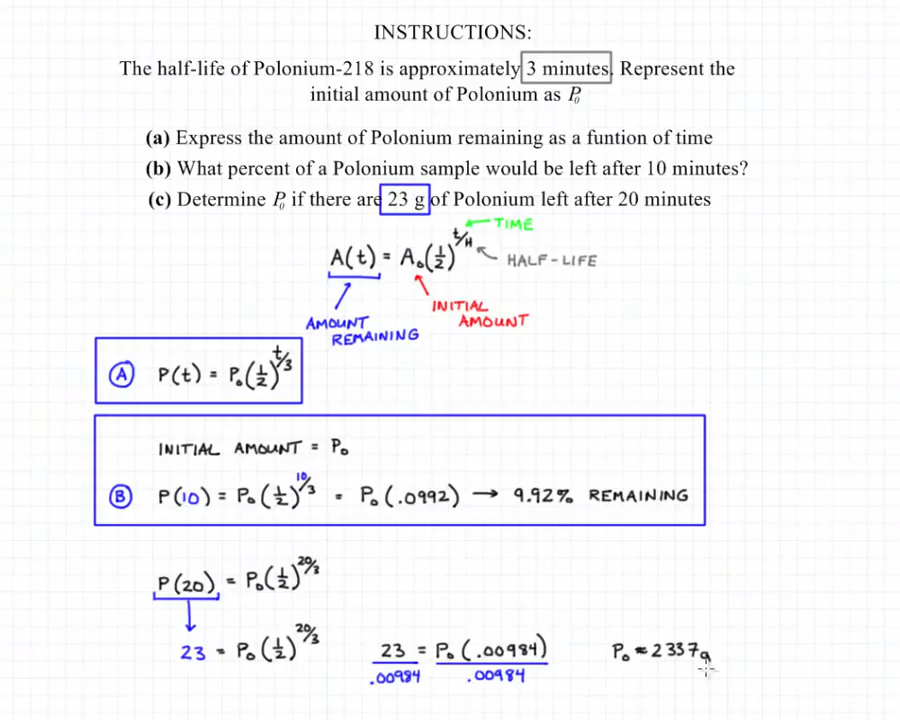 INSTRUCTIONS:
The half-life of Polonium-218 is approximately 3 minutes. Represent the
initial amount of Polonium as P₀
(a) Express the amount of Polonium remaining as a funtion of time
(b) What percent of a Polonium sample would be left after 10 minutes?
(c) Determine P₀ if there are 23 g of Polonium left after 20 minutes
TIME
A(t) = A₀(1/2)^(t/H)
HALF-LIFE
INITIAL
AMOUNT
AMOUNT
REMAINING
A P(t) = P₀(1/2)^(t/3)
INITIAL AMOUNT = P₀
B P(10) = P₀(1/2)^(10/3) = P₀(.0992) → 9.92% REMAINING
P(20) = P₀(1/2)^(20/3)
23 = P₀(1/2)^(20/3) 23 = P₀(.00984) P₀ ≈ 2337g
.00984 .00984